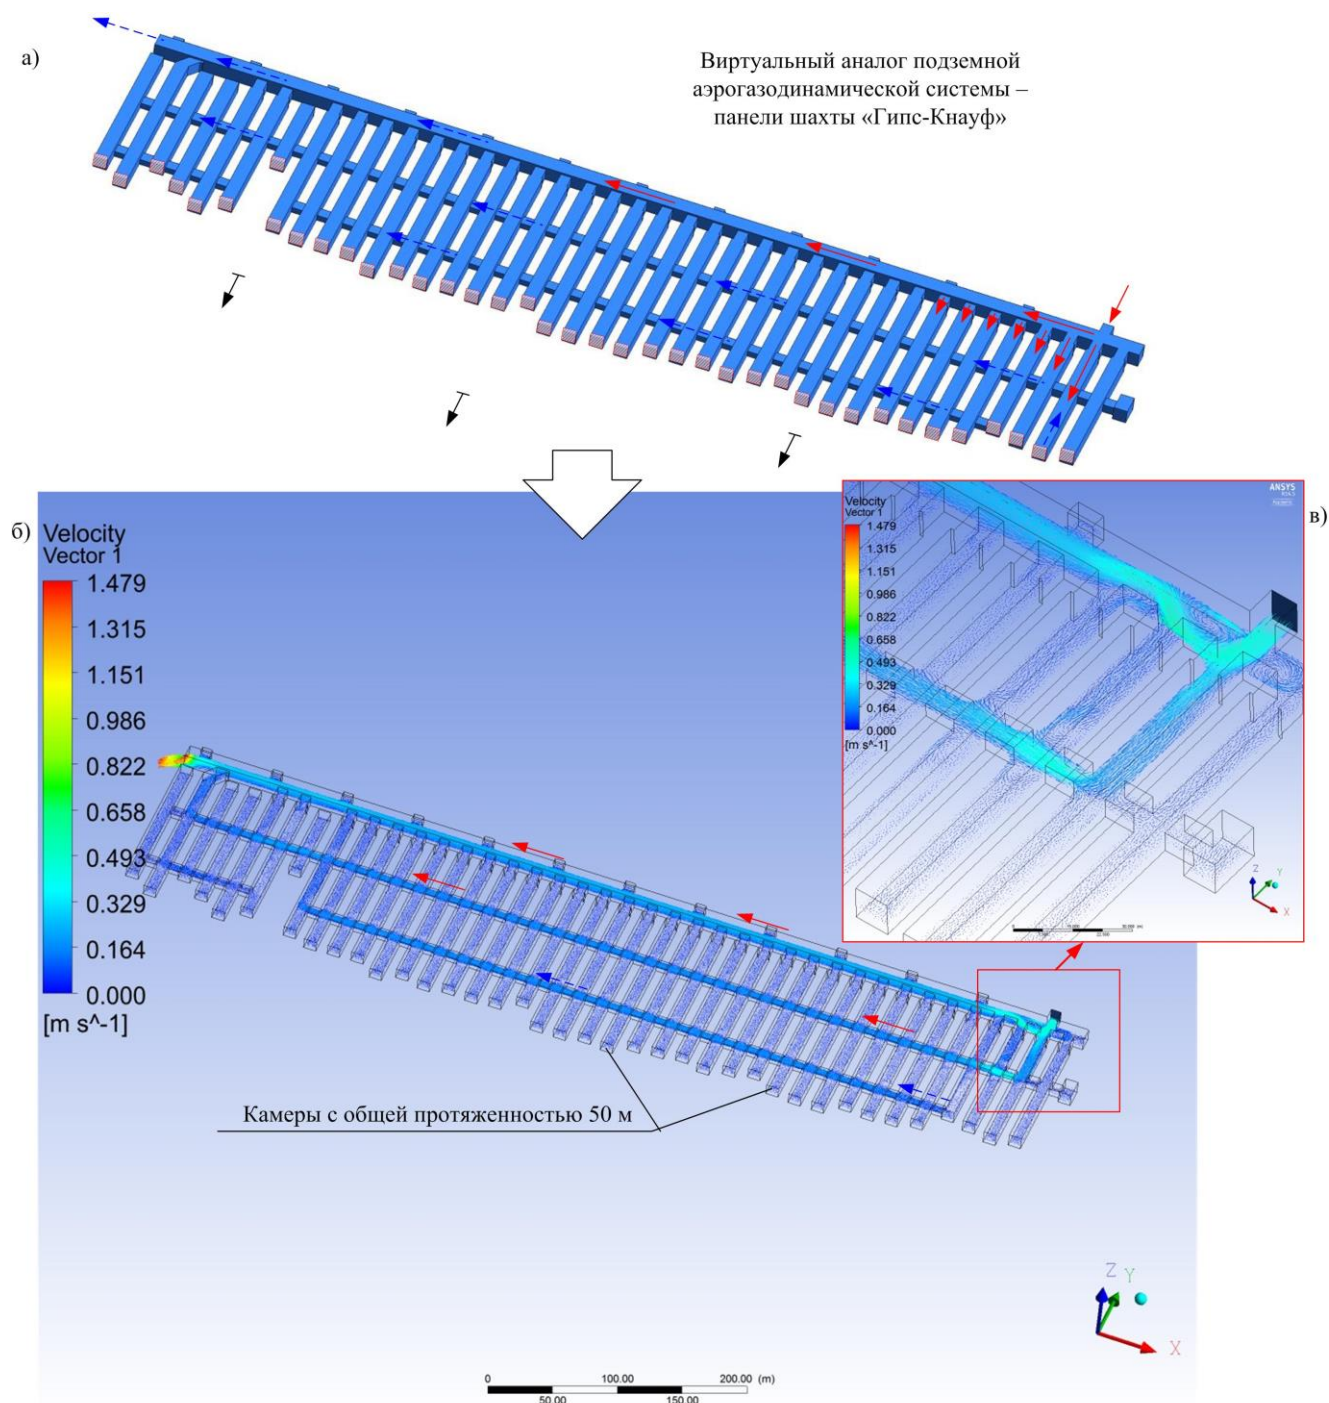 а)
Виртуальный аналог подземной
аэрогазодинамической системы –
панели шахты «Гипс-Кнауф»
б)
Velocity
Vector 1
1.479
1.315
1.151
0.986
0.822
0.658
0.493
0.329
0.164
0.000
[m s^-1]
Камеры с общей протяженностью 50 м
Z
Y
X
0
100.00
200.00
(m)
50.00
150.00
в)
ANSYS
Velocity
Vector 1
1.479
1.315
1.151
0.986
0.822
0.658
0.493
0.329
0.164
0.000
[m s^-1]
Z
Y
X